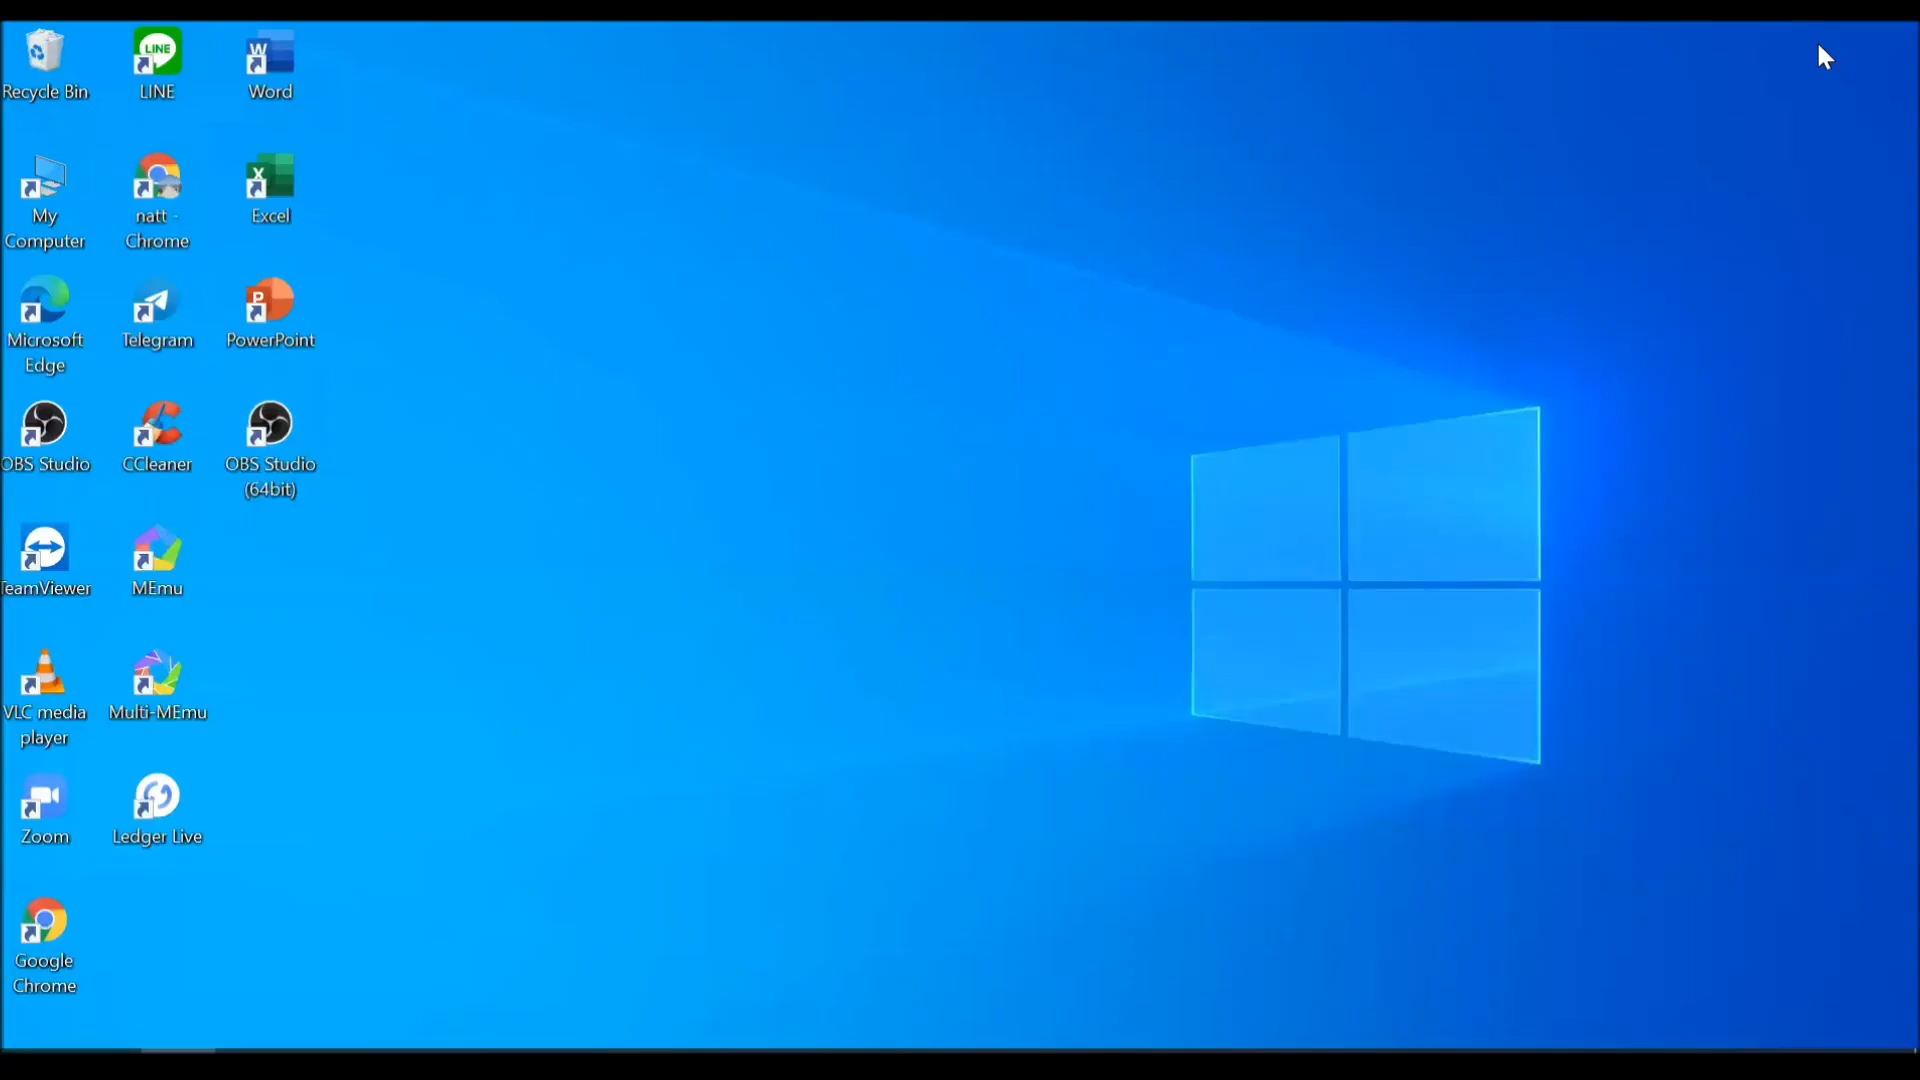 Recycle Bin
LINE
LINE
Word
My
Computer
natt -
Chrome
Excel
Microsoft
Edge
Telegram
PowerPoint
OBS Studio
CCleaner
OBS Studio
(64bit)
TeamViewer
MEmu
VLC media
player
Multi-MEmu
Zoom
Ledger Live
Google
Chrome